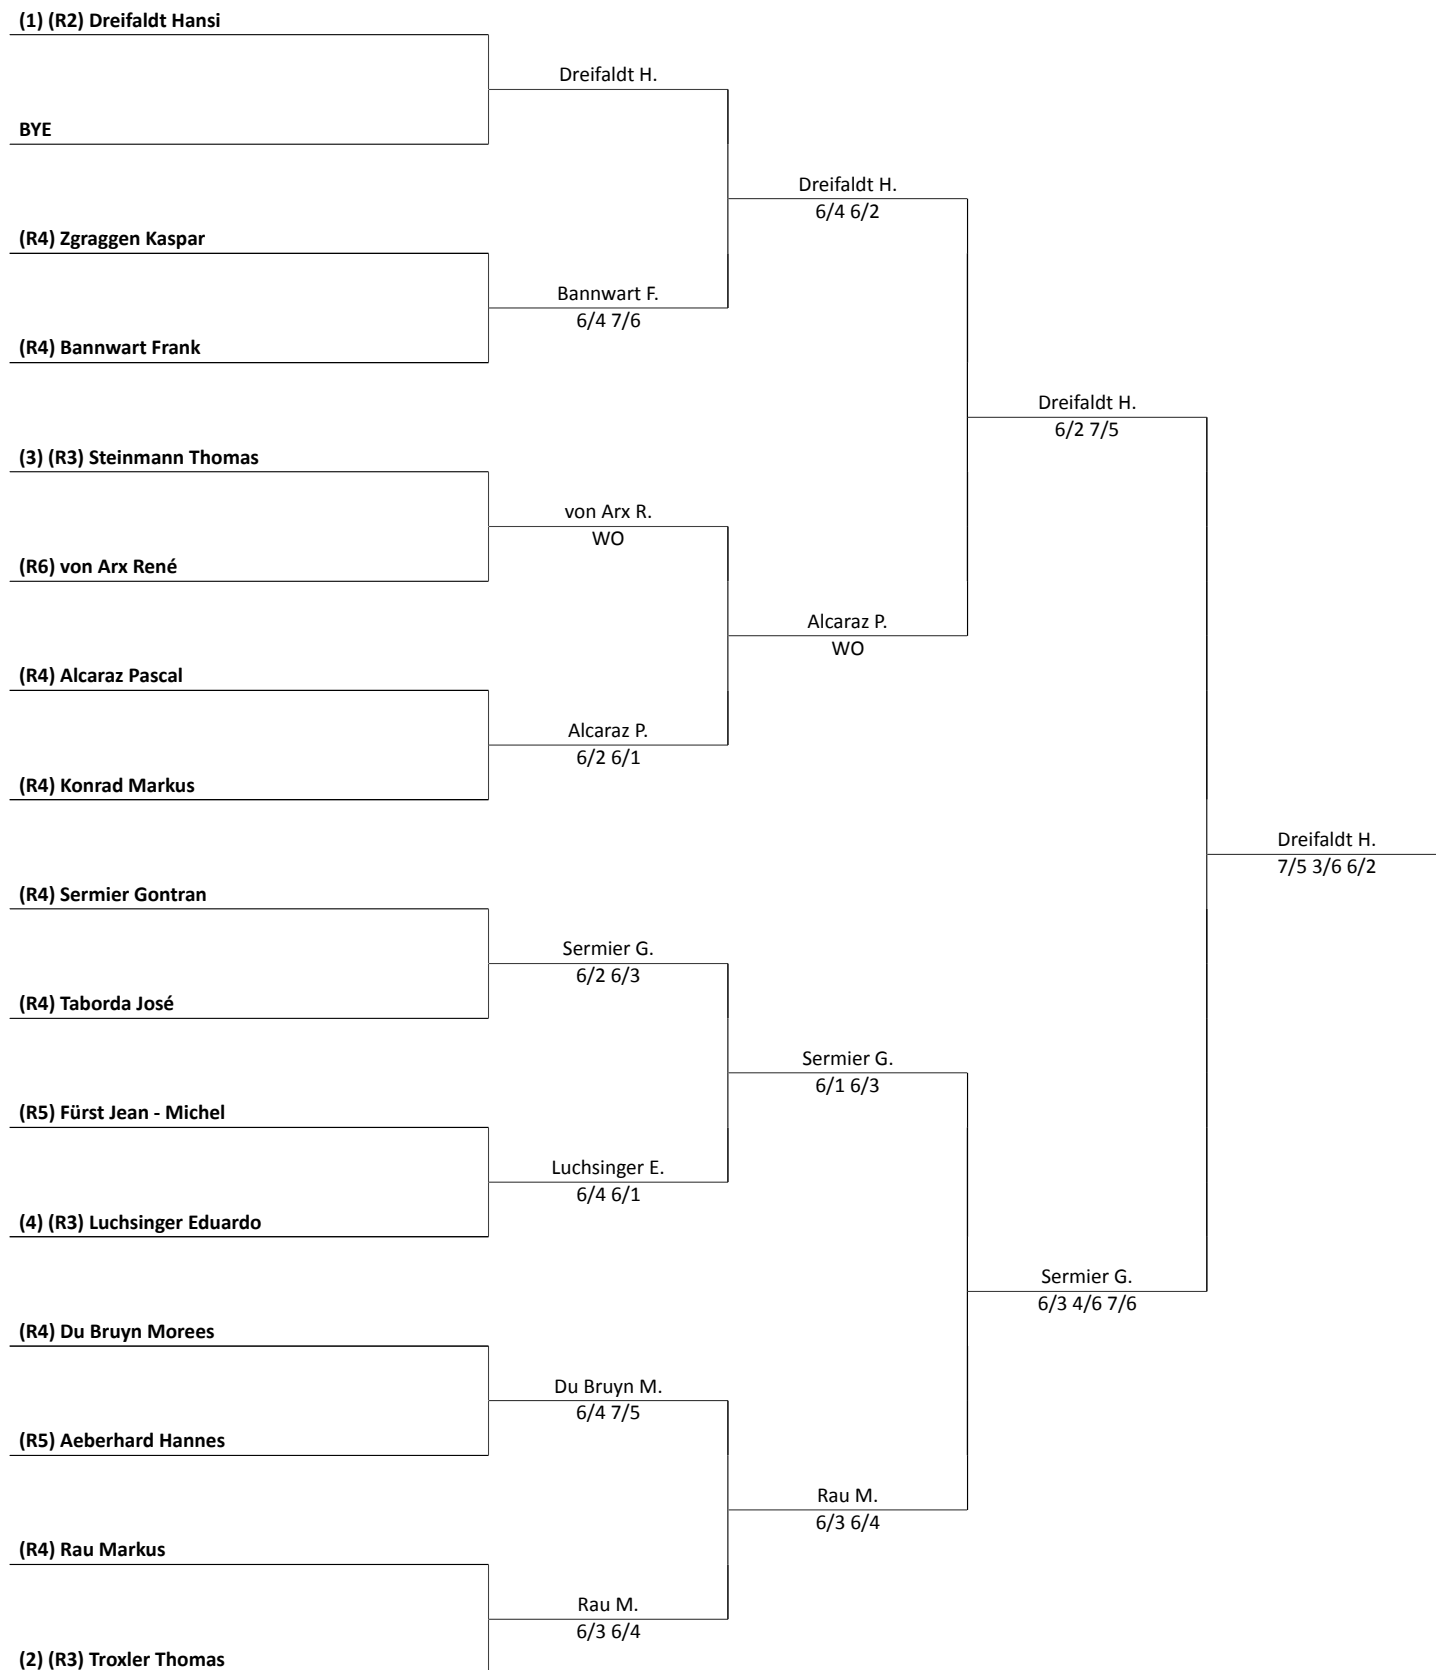 (1) (R2) Dreifaldt Hansi
Dreifaldt H.
BYE
Dreifaldt H.
6/4 6/2
(R4) Zgraggen Kaspar
Bannwart F.
6/4 7/6
(R4) Bannwart Frank
Dreifaldt H.
6/2 7/5
(3) (R3) Steinmann Thomas
von Arx R.
WO
(R6) von Arx René
Alcaraz P.
WO
(R4) Alcaraz Pascal
Alcaraz P.
6/2 6/1
(R4) Konrad Markus
Dreifaldt H.
7/5 3/6 6/2
(R4) Sermier Gontran
Sermier G.
6/2 6/3
(R4) Taborda José
Sermier G.
6/1 6/3
(R5) Fürst Jean - Michel
Luchsinger E.
6/4 6/1
(4) (R3) Luchsinger Eduardo
Sermier G.
6/3 4/6 7/6
(R4) Du Bruyn Morees
Du Bruyn M.
6/4 7/5
(R5) Aeberhard Hannes
Rau M.
6/3 6/4
(R4) Rau Markus
Rau M.
6/3 6/4
(2) (R3) Troxler Thomas